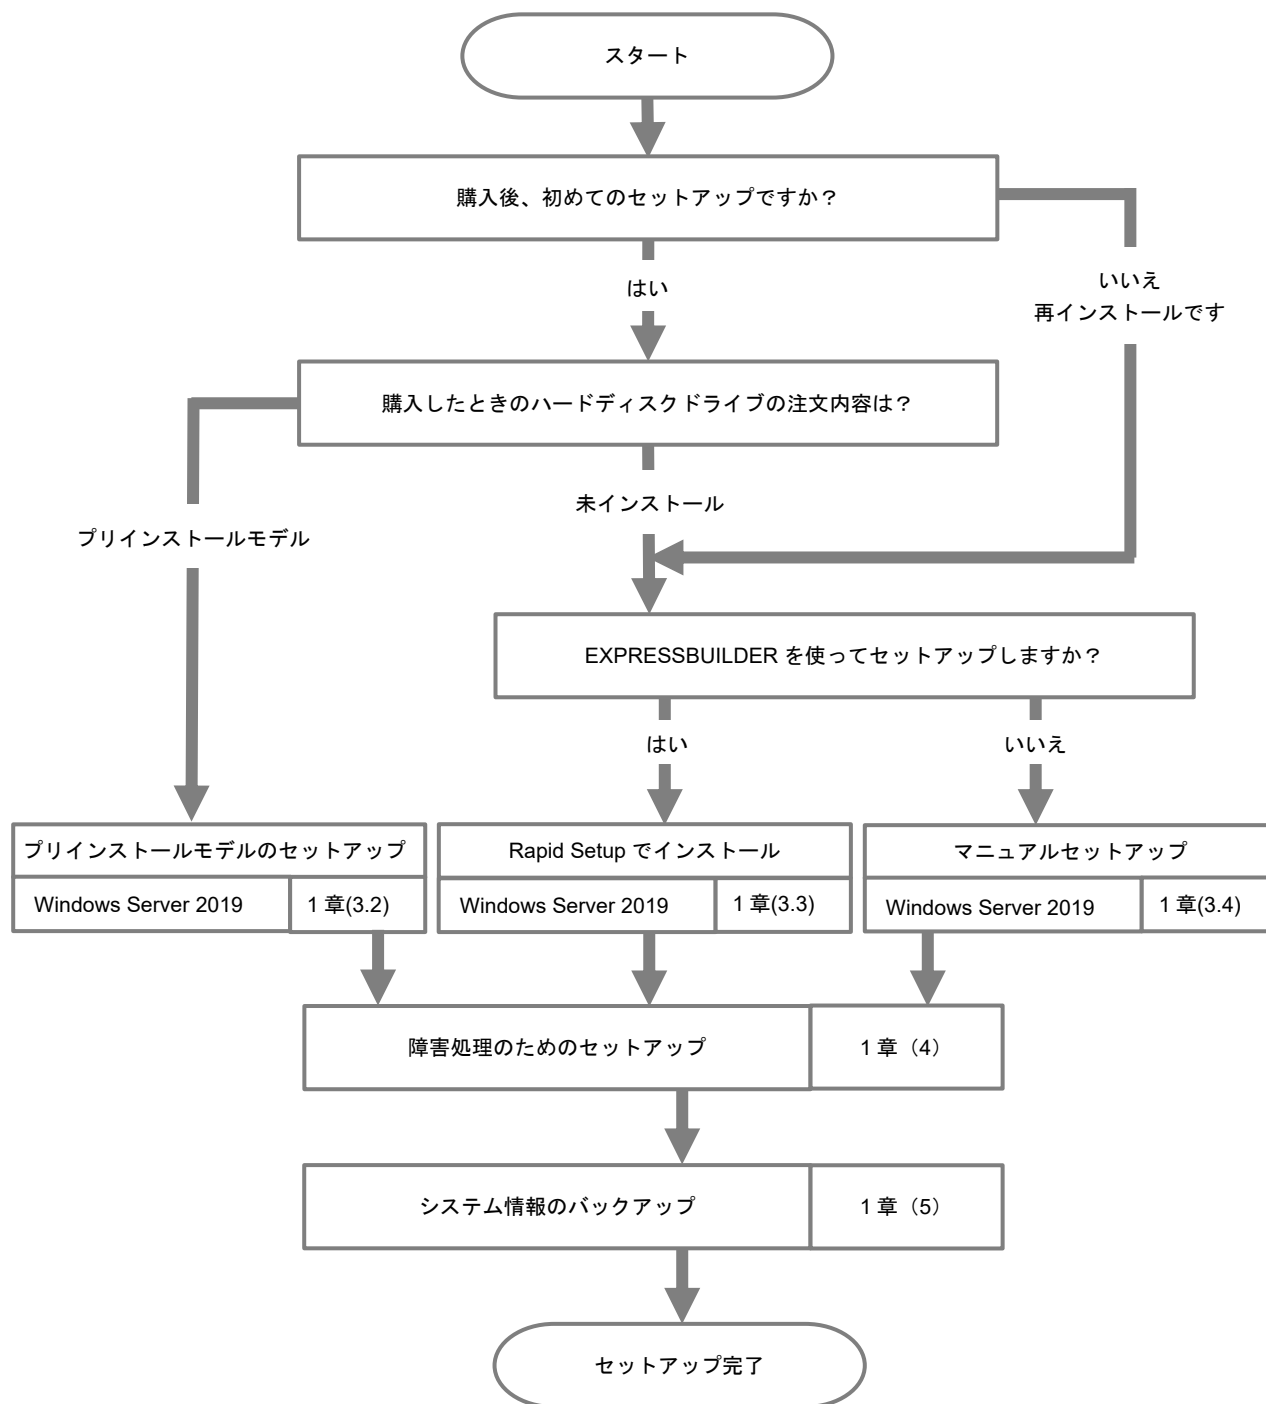 スタート
購入後、初めてのセットアップですか？
はい
いいえ
再インストールです
購入したときのハードディスクドライブの注文内容は？
未インストール
プリインストールモデル
EXPRESSBUILDER を使ってセットアップしますか？
はい
いいえ
プリインストールモデルのセットアップ
Windows Server 2019
1 章(3.2)
Rapid Setup でインストール
Windows Server 2019
1 章(3.3)
マニュアルセットアップ
Windows Server 2019
1 章(3.4)
障害処理のためのセットアップ
1 章（4）
システム情報のバックアップ
1 章（5）
セットアップ完了